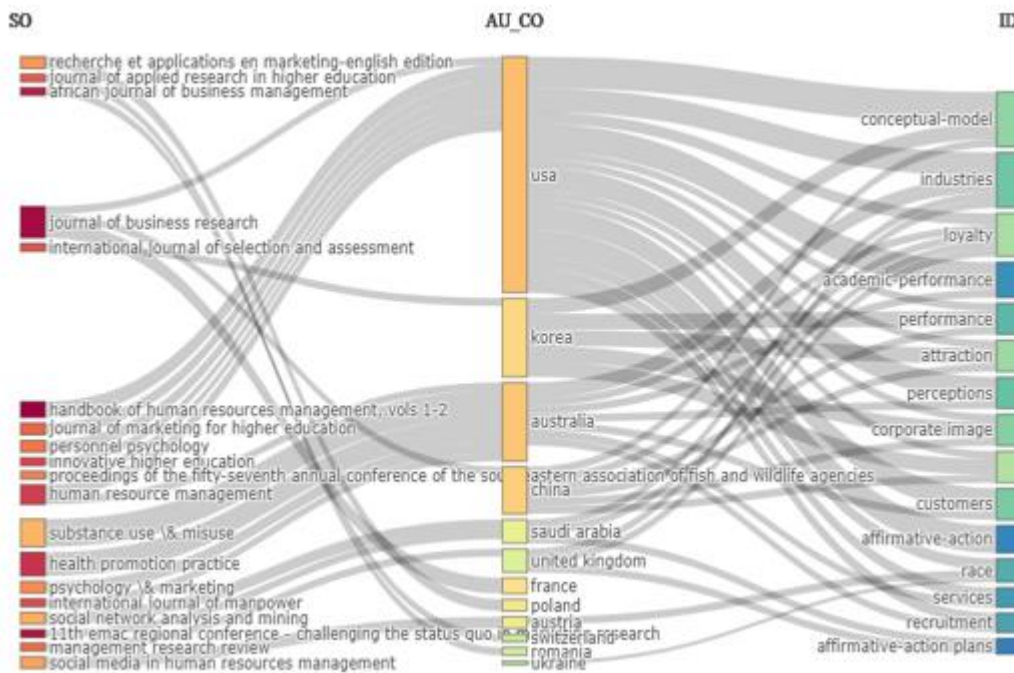 SO
AU_CO
ID
recherche et applications en marketing-english edition
journal of applied research in higher education
african journal of business management
journal of business research
international journal of selection and assessment
handbook of human resources management, vols 1-2
journal of marketing for higher education
personnel psychology
innovative higher education
proceedings of the fifty-seventh annual conference of the southeastern association of fish and wildlife agencies
human resource management
substance use \& misuse
health promotion practice
psychology \& marketing
international journal of manpower
social network analysis and mining
11th emac regional conference - challenging the status quo in research
management research review
social media in human resources management
usa
korea
australia
china
saudi arabia
united kingdom
france
poland
austria
switzerland
romania
ukraine
conceptual-model
industries
loyalty
academic-performance
performance
attraction
perceptions
corporate image
customers
affirmative-action
race
services
recruitment
affirmative-action plans